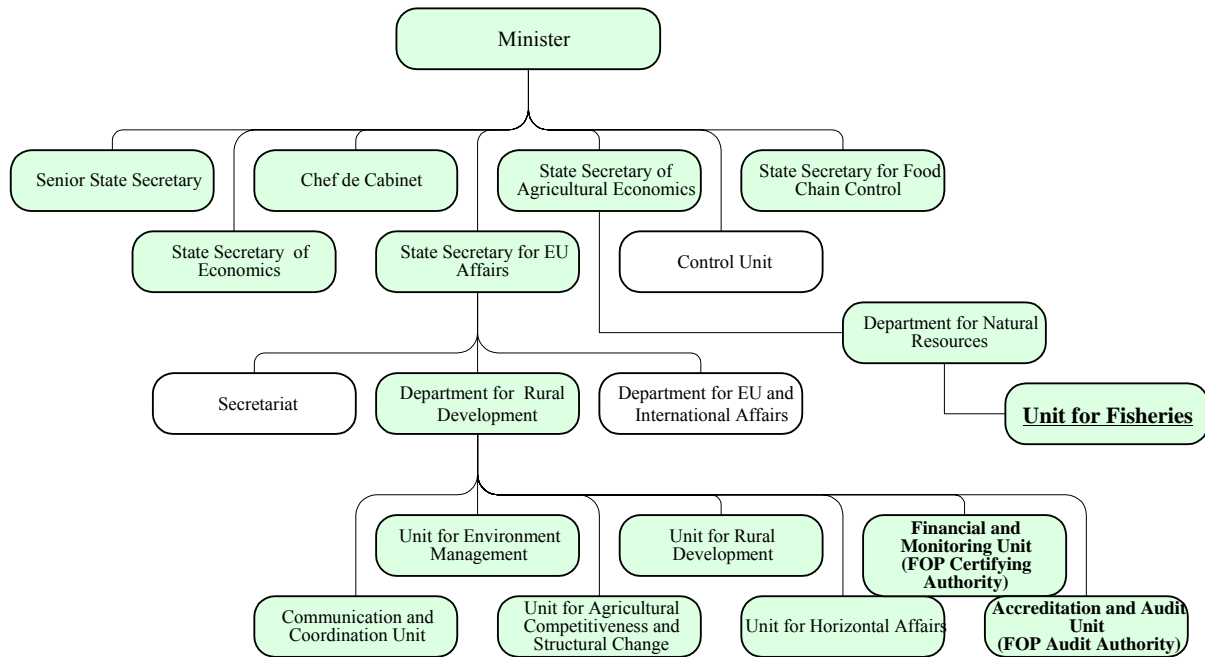 Minister
Senior State Secretary
Chef de Cabinet
State Secretary of
Agricultural Economics
State Secretary for Food
Chain Control
State Secretary of
Economics
State Secretary for EU
Affairs
Control Unit
Department for Natural
Resources
Secretariat
Department for Rural
Development
Department for EU and
International Affairs
Unit for Fisheries
Unit for Environment
Management
Unit for Rural
Development
Financial and
Monitoring Unit
(FOP Certifying
Authority)
Communication and
Coordination Unit
Unit for Agricultural
Competitiveness and
Structural Change
Unit for Horizontal Affairs
Accreditation and Audit
Unit
(FOP Audit Authority)